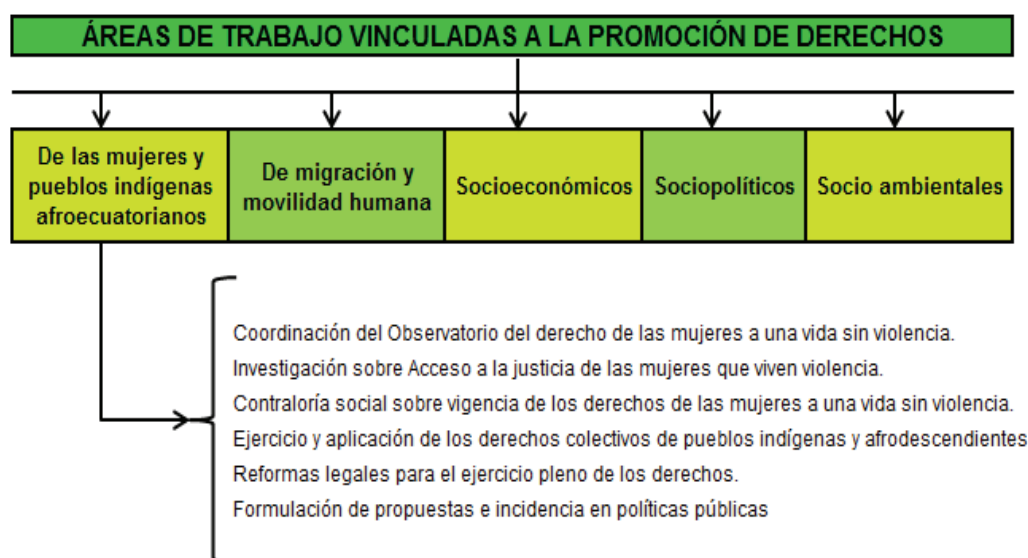 ÁREAS DE TRABAJO VINCULADAS A LA PROMOCIÓN DE DERECHOS
De las mujeres y
pueblos indígenas
afroecuatorianos
De migración y
movilidad humana
Socioeconómicos
Sociopolíticos
Socio ambientales
Coordinación del Observatorio del derecho de las mujeres a una vida sin violencia.
Investigación sobre Acceso a la justicia de las mujeres que viven violencia.
Contraloría social sobre vigencia de los derechos de las mujeres a una vida sin violencia.
Ejercicio y aplicación de los derechos colectivos de pueblos indígenas y afrodescendientes
Reformas legales para el ejercicio pleno de los derechos.
Formulación de propuestas e incidencia en políticas públicas